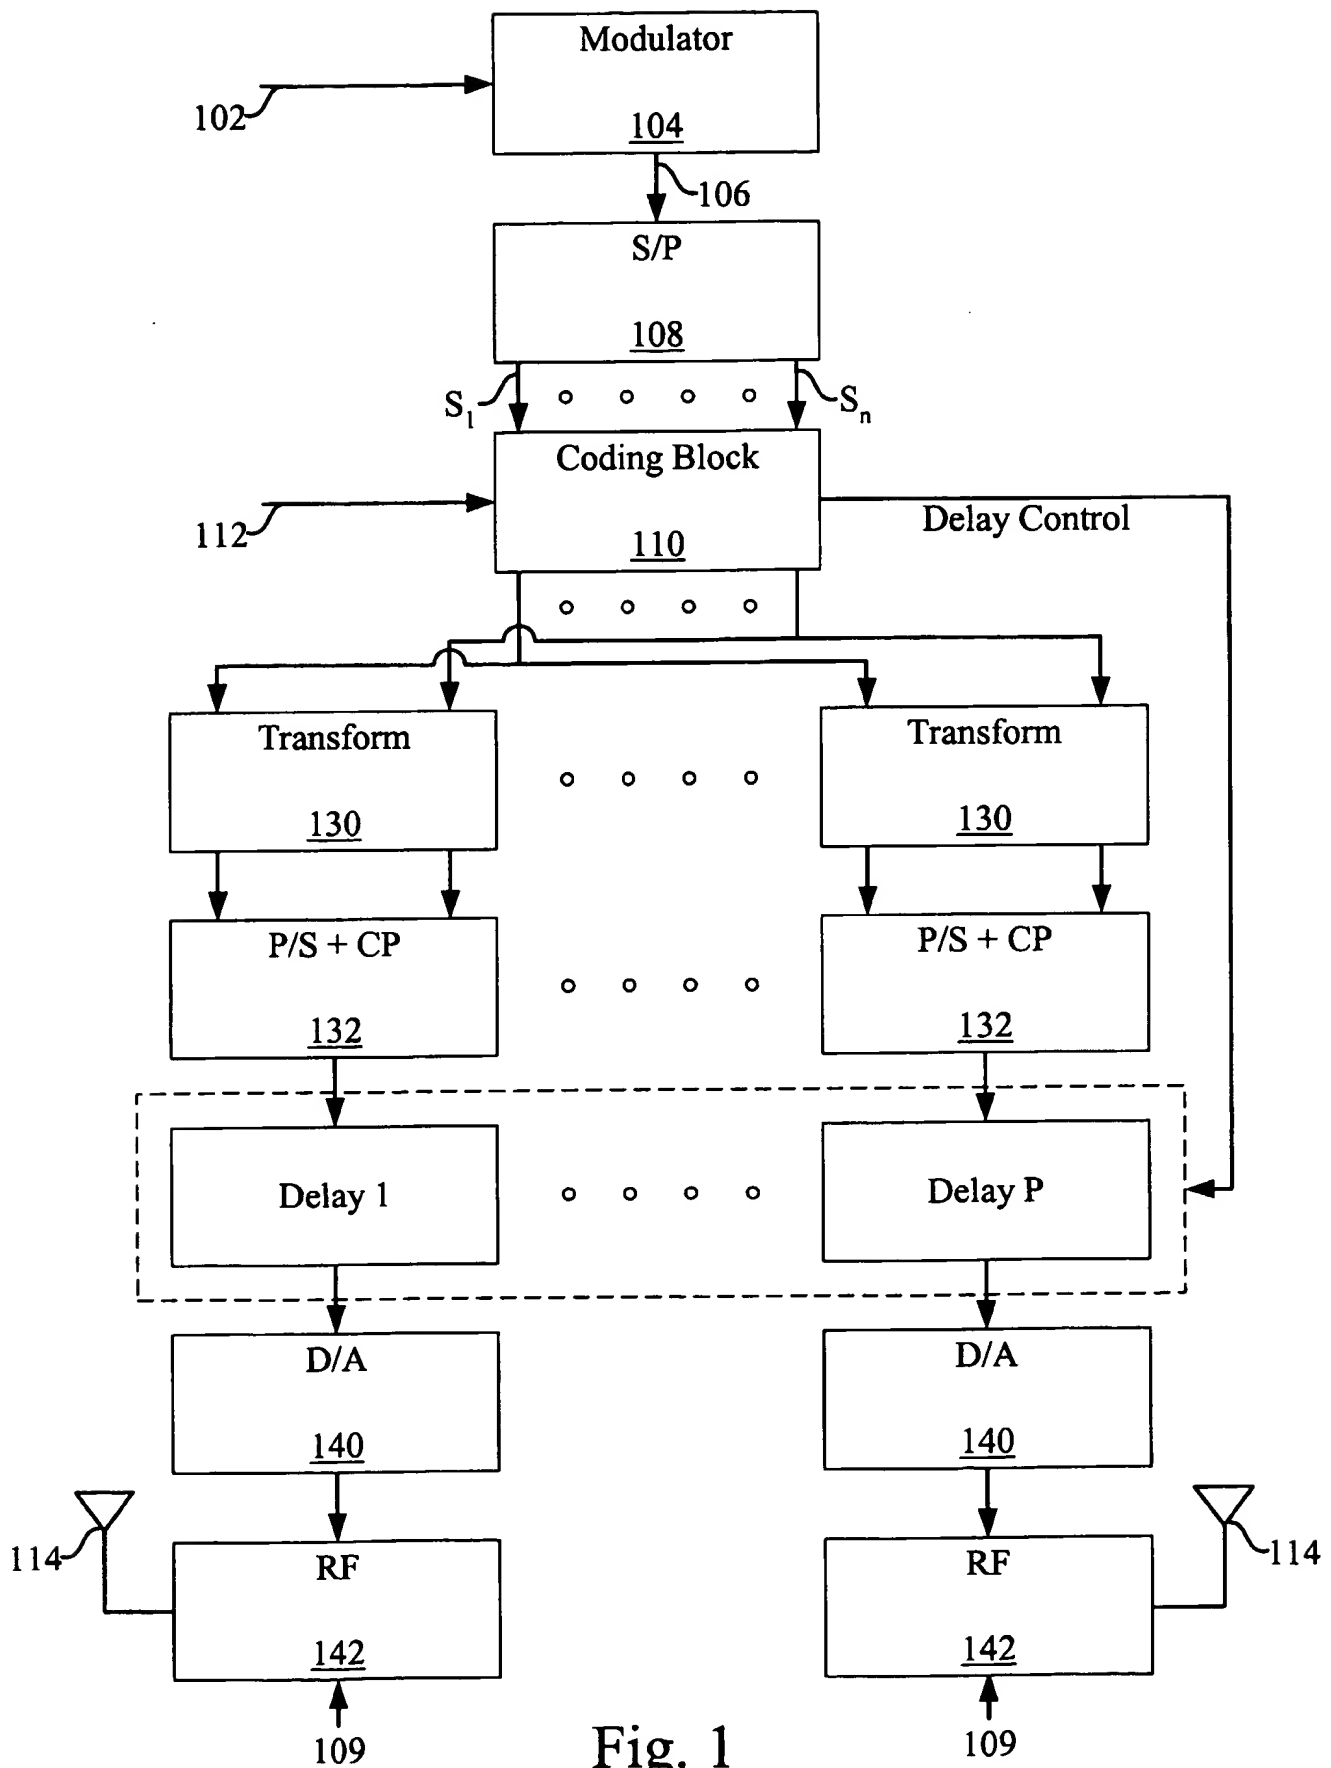 Modulator
102
104
106
S/P
108
S1
Sn
Coding Block
112
110
Delay Control
Transform
130
Transform
130
P/S + CP
132
P/S + CP
132
Delay 1
Delay P
D/A
140
D/A
140
114
RF
142
RF
142
114
109
109
Fig. 1